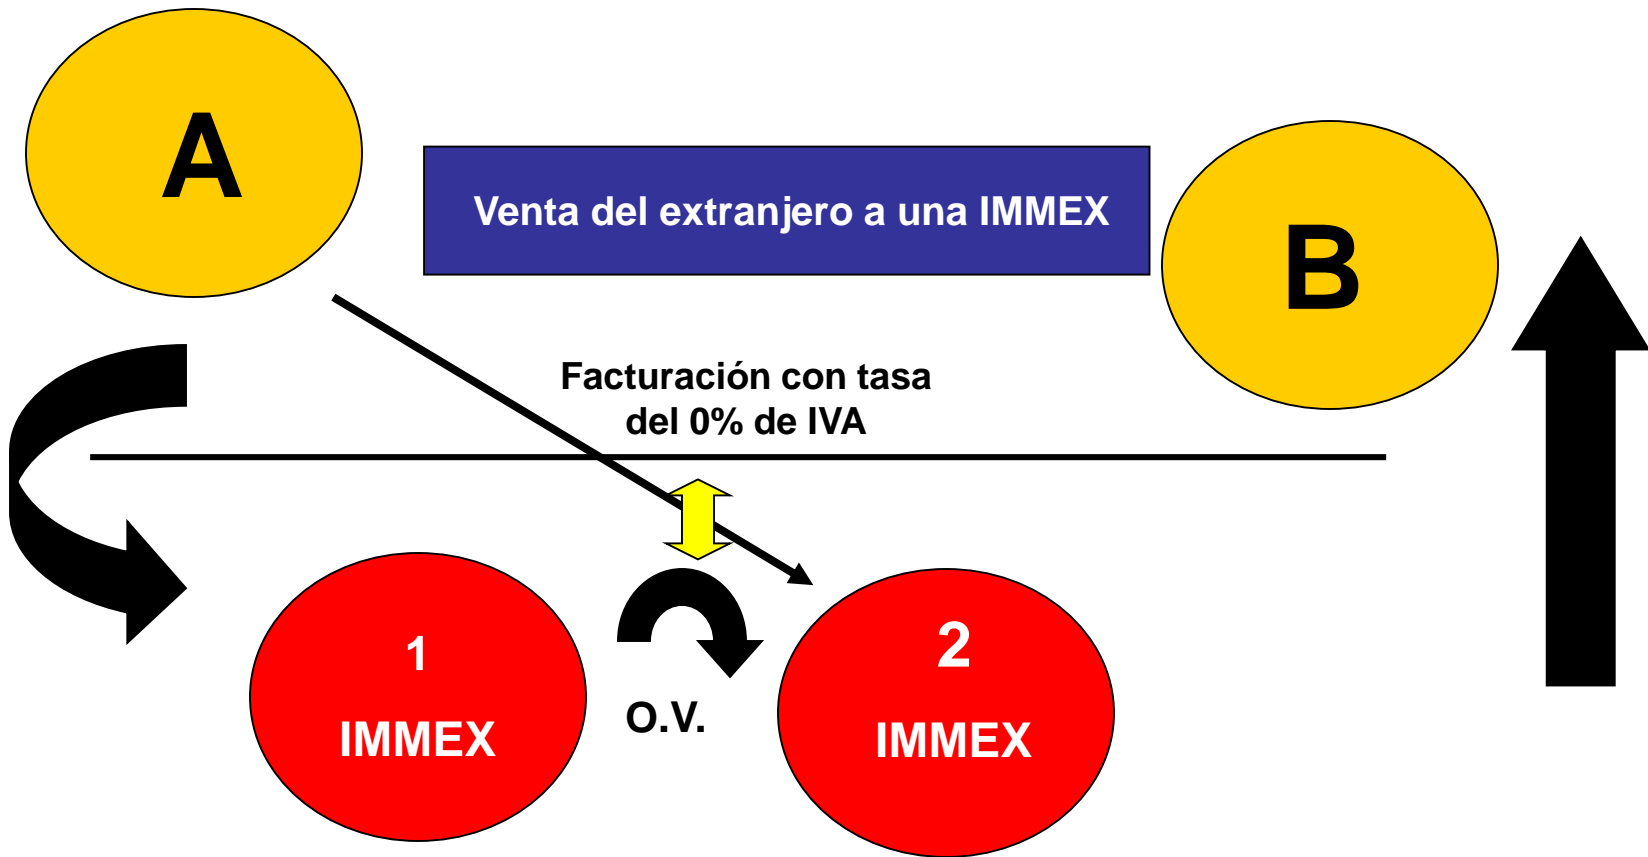 A
Venta del extranjero a una IMMEX
B
Facturación con tasa
del 0% de IVA
1
IMMEX
O.V.
2
IMMEX